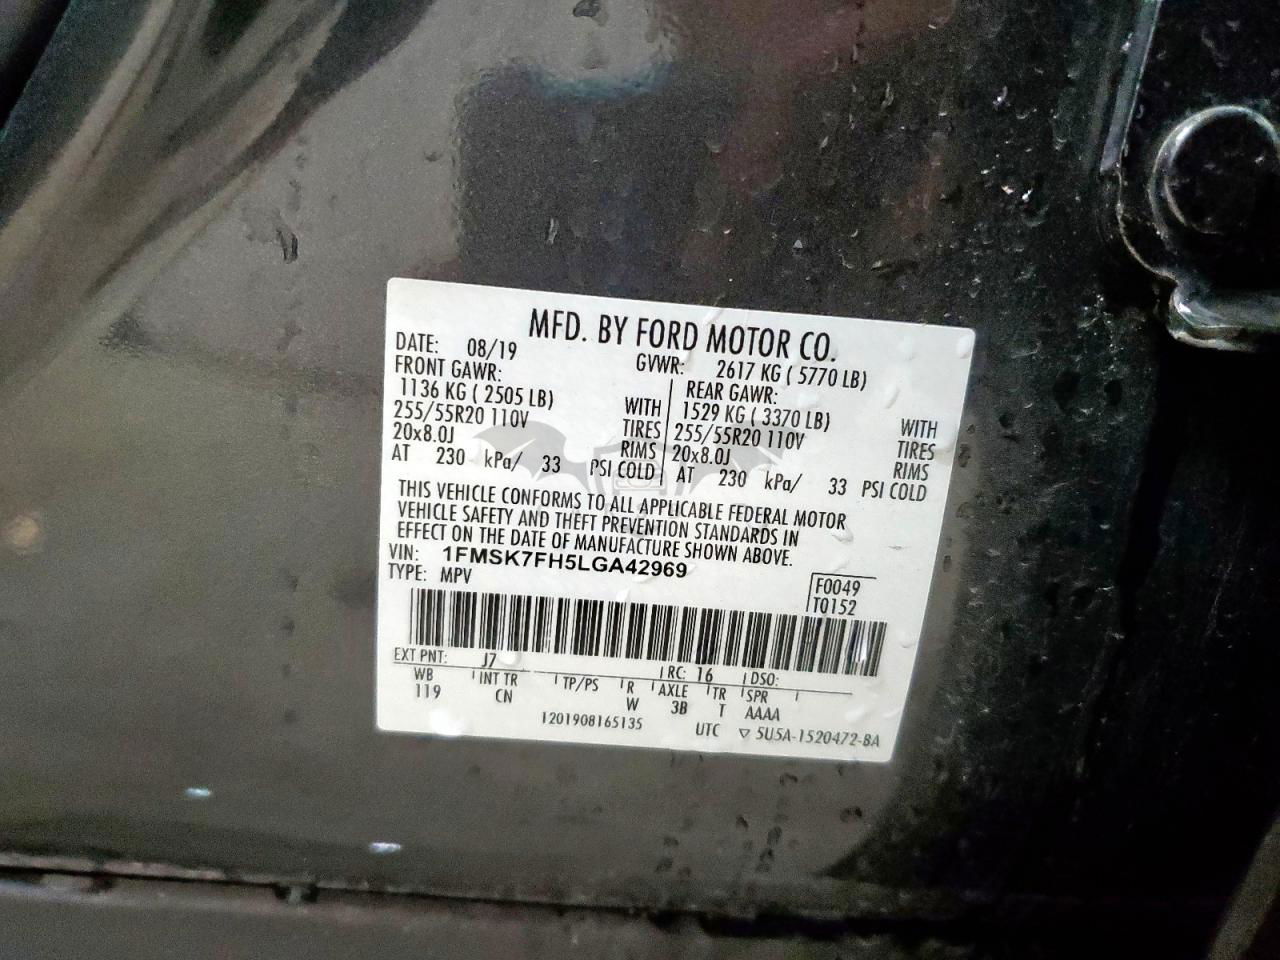 MFD. BY FORD MOTOR CO.
DATE: 08/19 GVWR: 2617 KG ( 5770 LB)
FRONT GAWR: REAR GAWR:
1136 KG ( 2505 LB) WITH 1529 KG ( 3370 LB) WITH
255/55R20 110V TIRES 255/55R20 110V TIRES
20x8.0J RIMS 20x8.0J RIMS
AT 230 kPa/ 33 PSI COLD AT 230 kPa/ 33 PSI COLD
THIS VEHICLE CONFORMS TO ALL APPLICABLE FEDERAL MOTOR
VEHICLE SAFETY AND THEFT PREVENTION STANDARDS IN
EFFECT ON THE DATE OF MANUFACTURE SHOWN ABOVE.
VIN: 1FMSK7FH5LGA42969
TYPE: MPV
F0049
T0152
EXT PNT: J7 RC: 16 DSO:
WB INT TR TP/PS R AXLE TR SPR
119 CN W 3B T AAAA
1201908165135 UTC ▽ 5U5A-1520472-BA